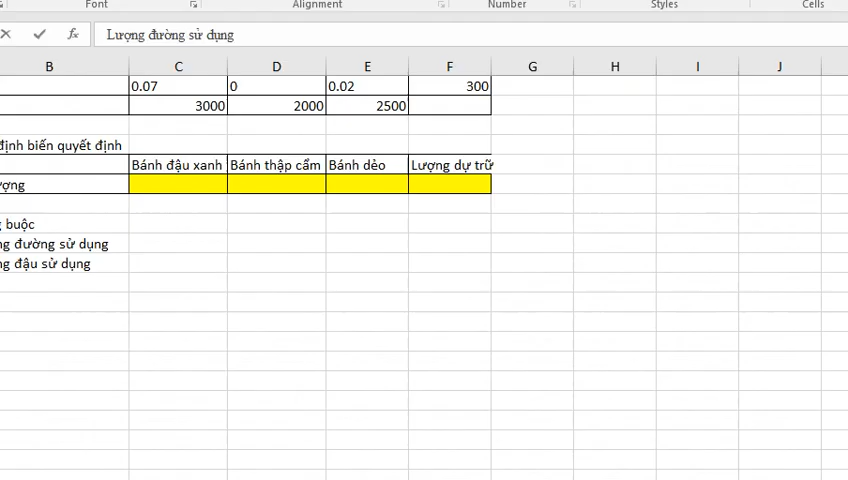 Font Alignment Number Styles Cells
fx Lượng đường sử dụng
B C D E F G H I J
0.07 0 0.02 300
3000 2000 2500
định biến quyết định
Bánh đậu xanh Bánh thập cẩm Bánh dẻo Lượng dự trữ
ượng
g buộc
ng đường sử dụng
ng đậu sử dụng